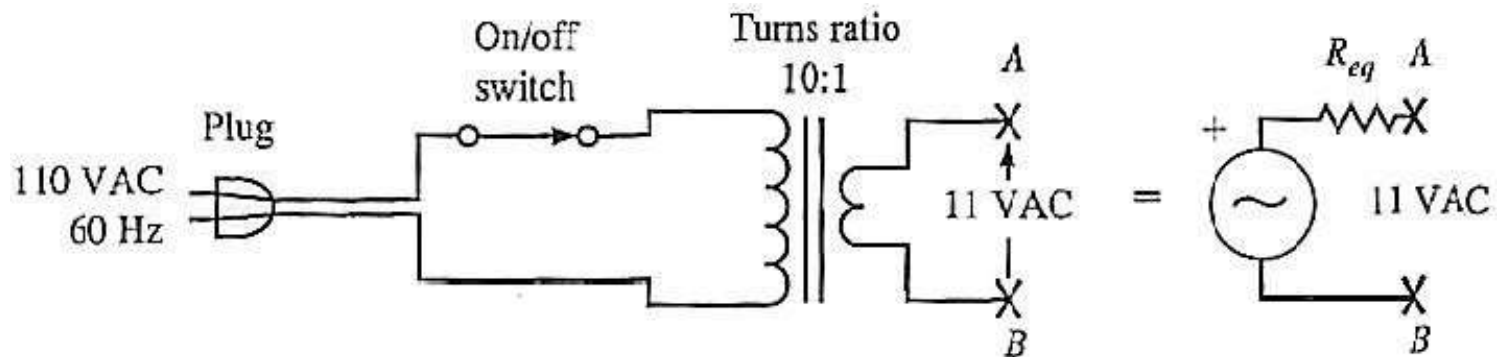 On/off
switch
Turns ratio
10:1
Plug
110 VAC
60 Hz
A
11 VAC
B
=
R_eq A
+
~
11 VAC
B